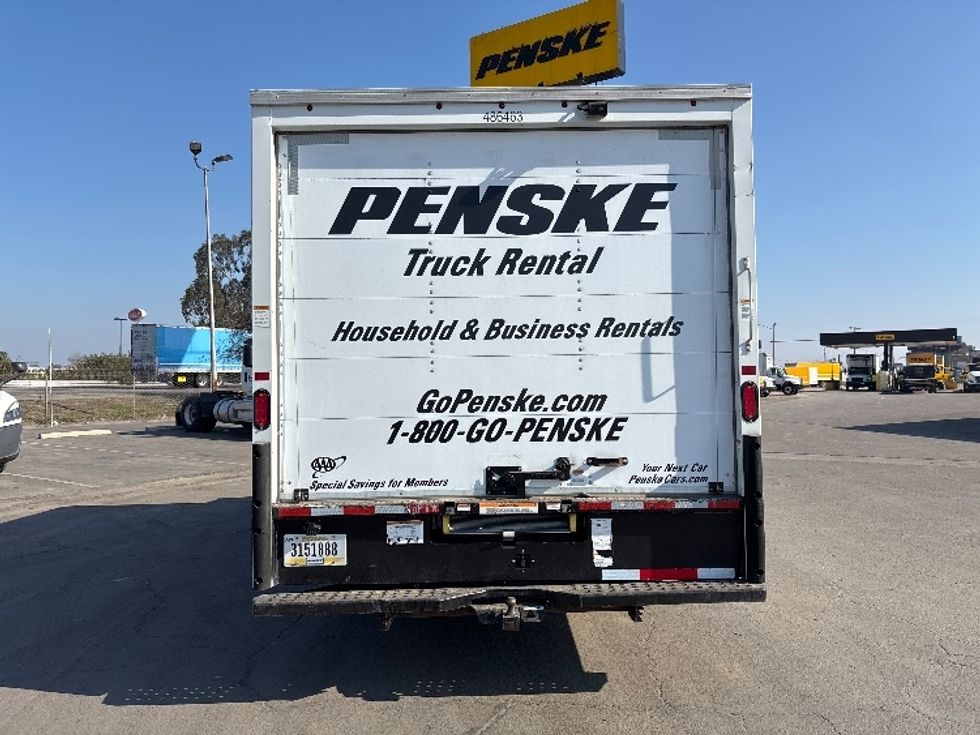 PENSKE
486463
PENSKE
Truck Rental
Household & Business Rentals
GoPenske.com
1-800-GO-PENSKE
AAA
Special Savings for Members
Your Next Car
PenskeCars.com
3151888